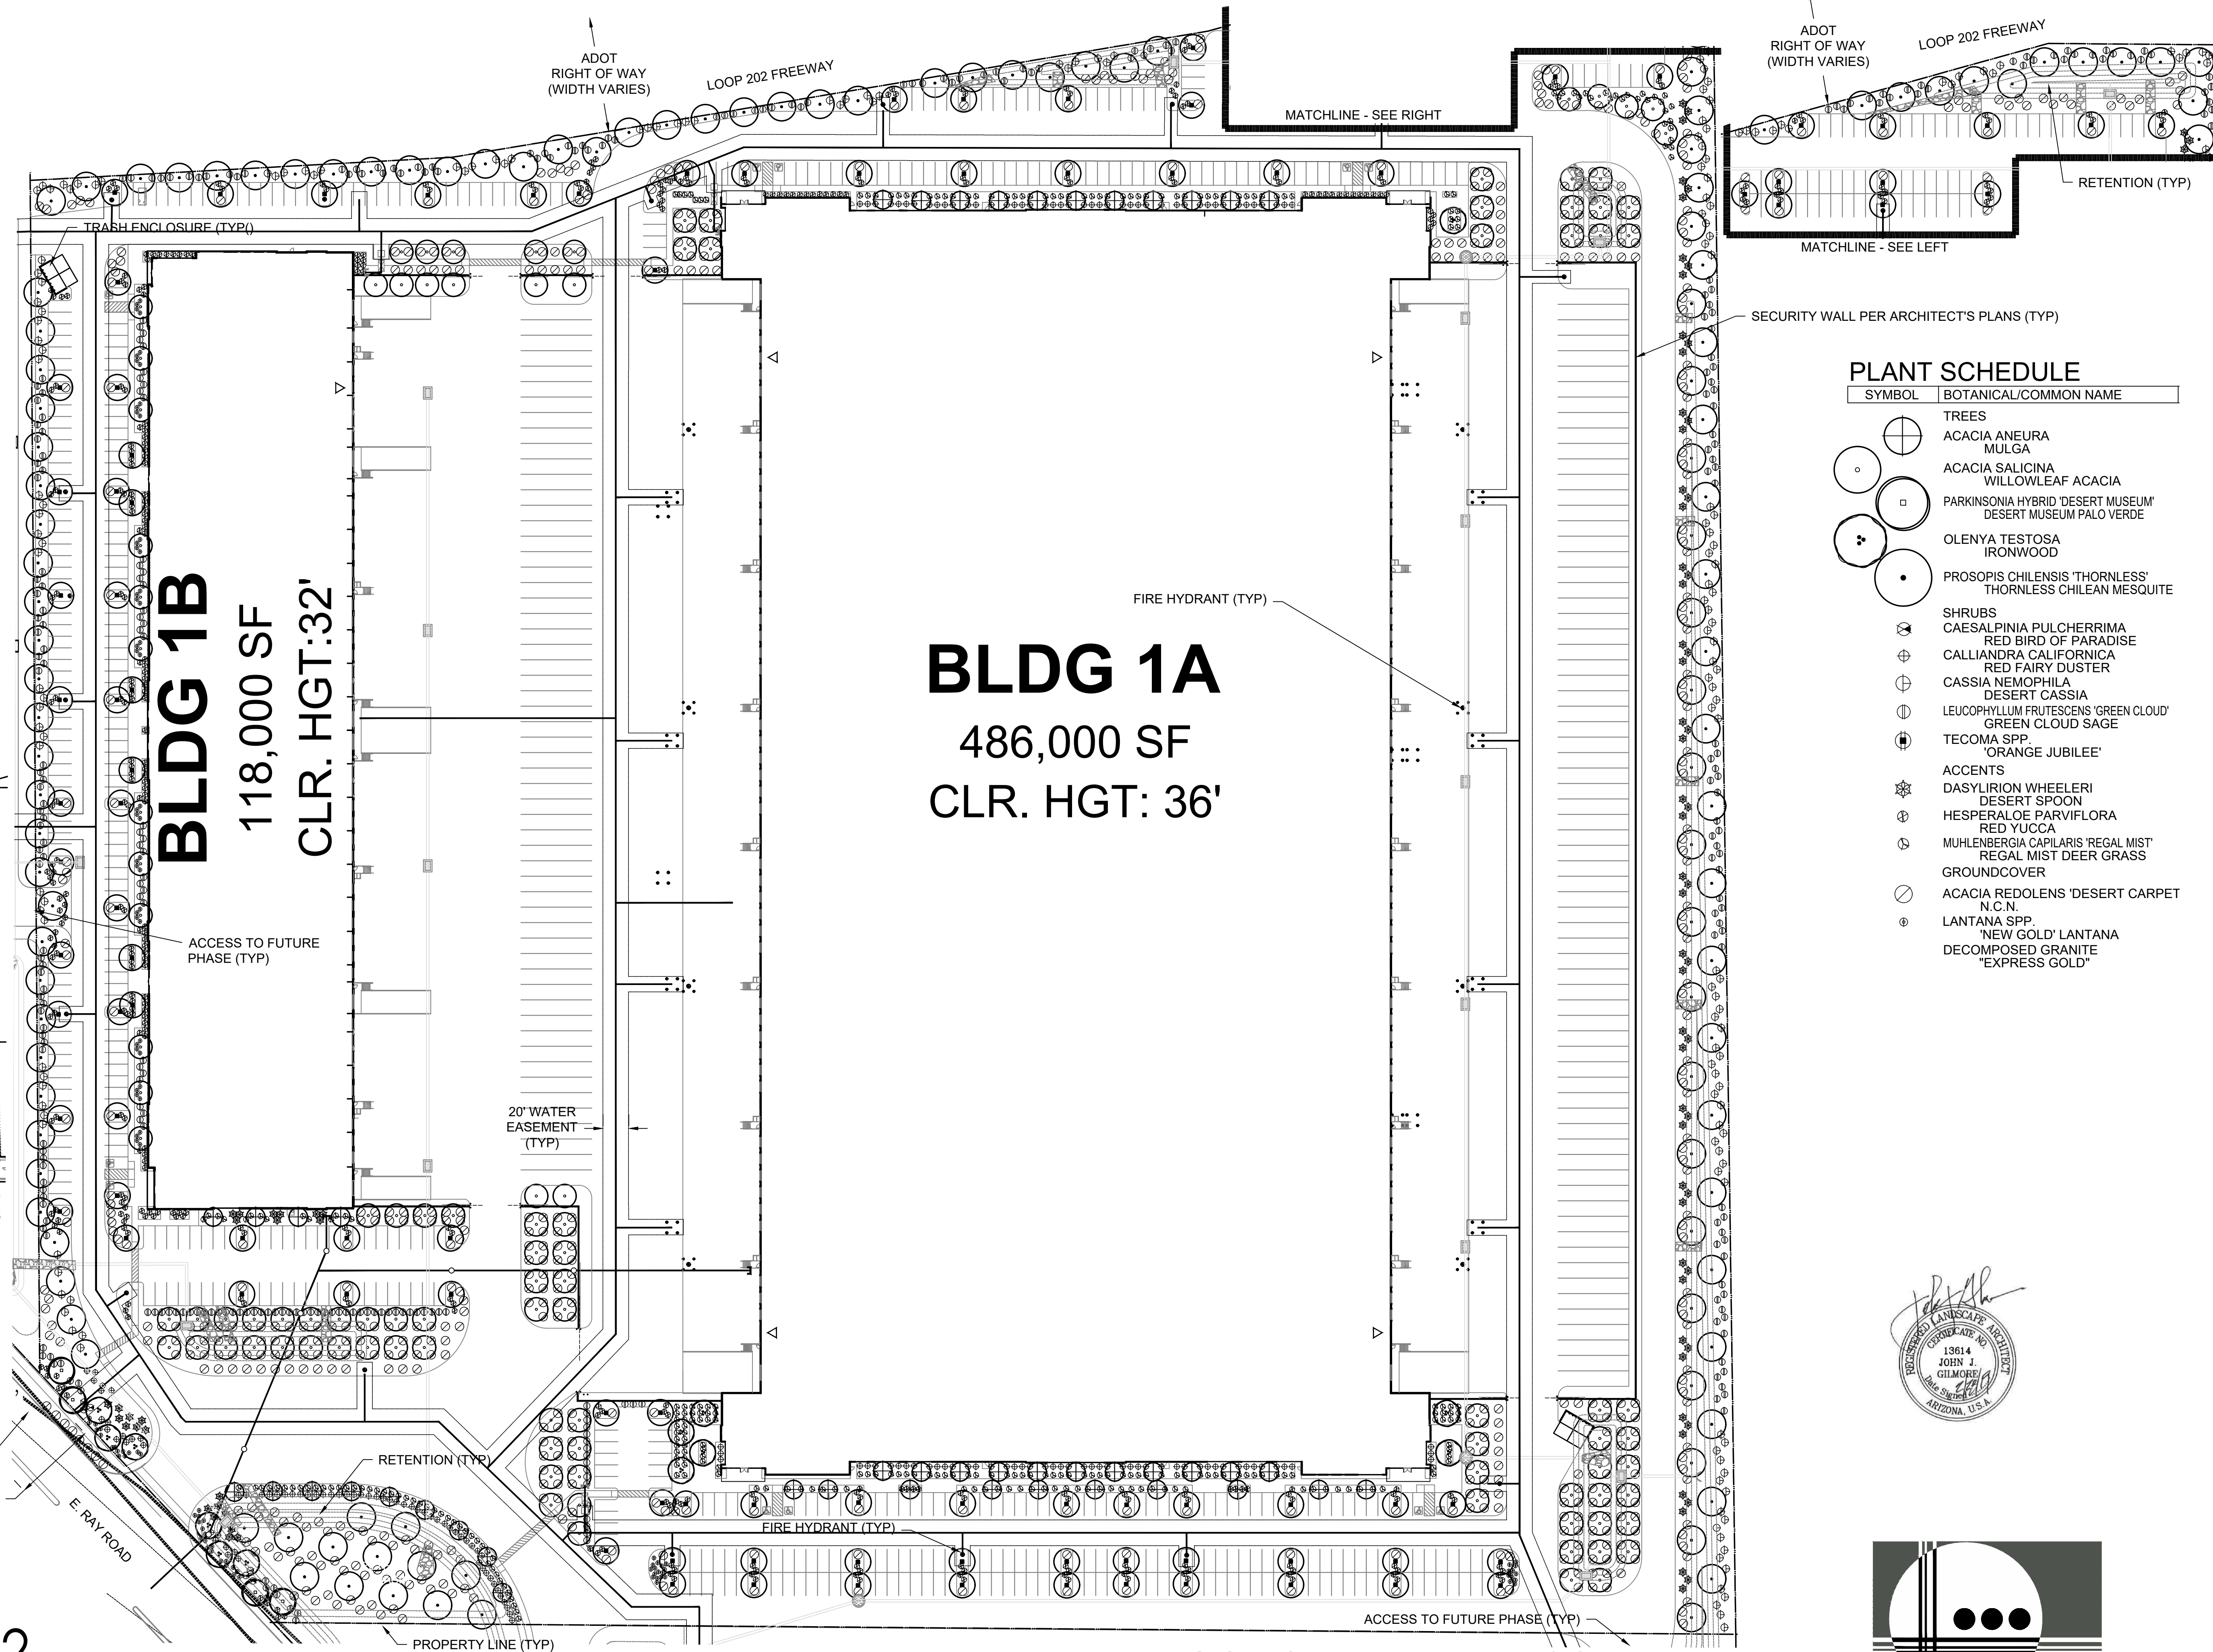 ADOT
RIGHT OF WAY
(WIDTH VARIES)
LOOP 202 FREEWAY
MATCHLINE - SEE RIGHT
ADOT
RIGHT OF WAY
(WIDTH VARIES)
LOOP 202 FREEWAY
RETENTION (TYP)
MATCHLINE - SEE LEFT
TRASH ENCLOSURE (TYP()
SECURITY WALL PER ARCHITECT'S PLANS (TYP)
BLDG 1B
118,000 SF
CLR. HGT:32'
FIRE HYDRANT (TYP)
BLDG 1A
486,000 SF
CLR. HGT: 36'
ACCESS TO FUTURE
PHASE (TYP)
20' WATER
EASEMENT
(TYP)
RETENTION (TYP)
E. RAY ROAD
FIRE HYDRANT (TYP)
ACCESS TO FUTURE PHASE (TYP)
PROPERTY LINE (TYP)
2
PLANT SCHEDULE
SYMBOL BOTANICAL/COMMON NAME
TREES
ACACIA ANEURA
MULGA
ACACIA SALICINA
WILLOWLEAF ACACIA
PARKINSONIA HYBRID 'DESERT MUSEUM'
DESERT MUSEUM PALO VERDE
OLENYA TESTOSA
IRONWOOD
PROSOPIS CHILENSIS 'THORNLESS'
THORNLESS CHILEAN MESQUITE
SHRUBS
CAESALPINIA PULCHERRIMA
RED BIRD OF PARADISE
CALLIANDRA CALIFORNICA
RED FAIRY DUSTER
CASSIA NEMOPHILA
DESERT CASSIA
LEUCOPHYLLUM FRUTESCENS 'GREEN CLOUD'
GREEN CLOUD SAGE
TECOMA SPP.
'ORANGE JUBILEE'
ACCENTS
DASYLIRION WHEELERI
DESERT SPOON
HESPERALOE PARVIFLORA
RED YUCCA
MUHLENBERGIA CAPILARIS 'REGAL MIST'
REGAL MIST DEER GRASS
GROUNDCOVER
ACACIA REDOLENS 'DESERT CARPET
N.C.N.
LANTANA SPP.
'NEW GOLD' LANTANA
DECOMPOSED GRANITE
"EXPRESS GOLD"
REGISTERED LANDSCAPE ARCHITECT
CERTIFICATE NO.
13614
JOHN J.
GILMORE
Date Signed
ARIZONA, U.S.A.